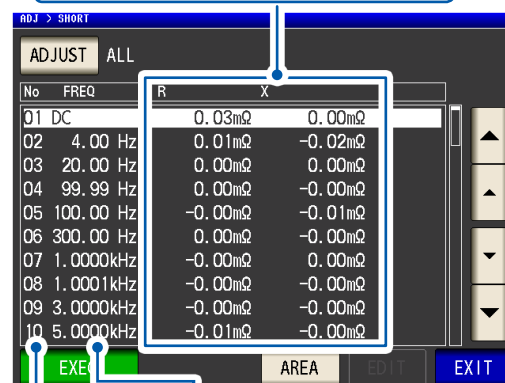 ADJ > SHORT
ADJUST ALL
No FREQ R X
01 DC 0.03mΩ 0.00mΩ
02 4.00 Hz 0.01mΩ -0.02mΩ
03 20.00 Hz 0.00mΩ 0.00mΩ
04 99.99 Hz 0.00mΩ -0.00mΩ
05 100.00 Hz -0.00mΩ -0.01mΩ
06 300.00 Hz 0.00mΩ -0.00mΩ
07 1.0000kHz -0.00mΩ 0.00mΩ
08 1.0001kHz -0.00mΩ -0.00mΩ
09 3.0000kHz -0.00mΩ -0.00mΩ
10 5.0000kHz -0.01mΩ -0.00mΩ
AREA EDIT EXIT